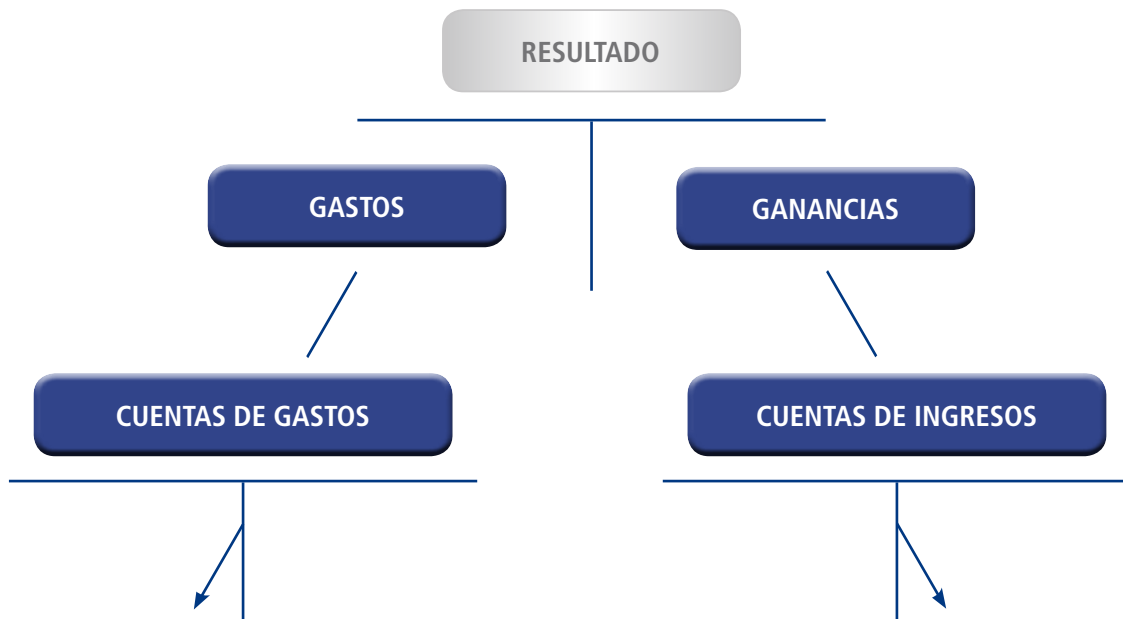 RESULTADO
GASTOS
GANANCIAS
CUENTAS DE GASTOS
CUENTAS DE INGRESOS